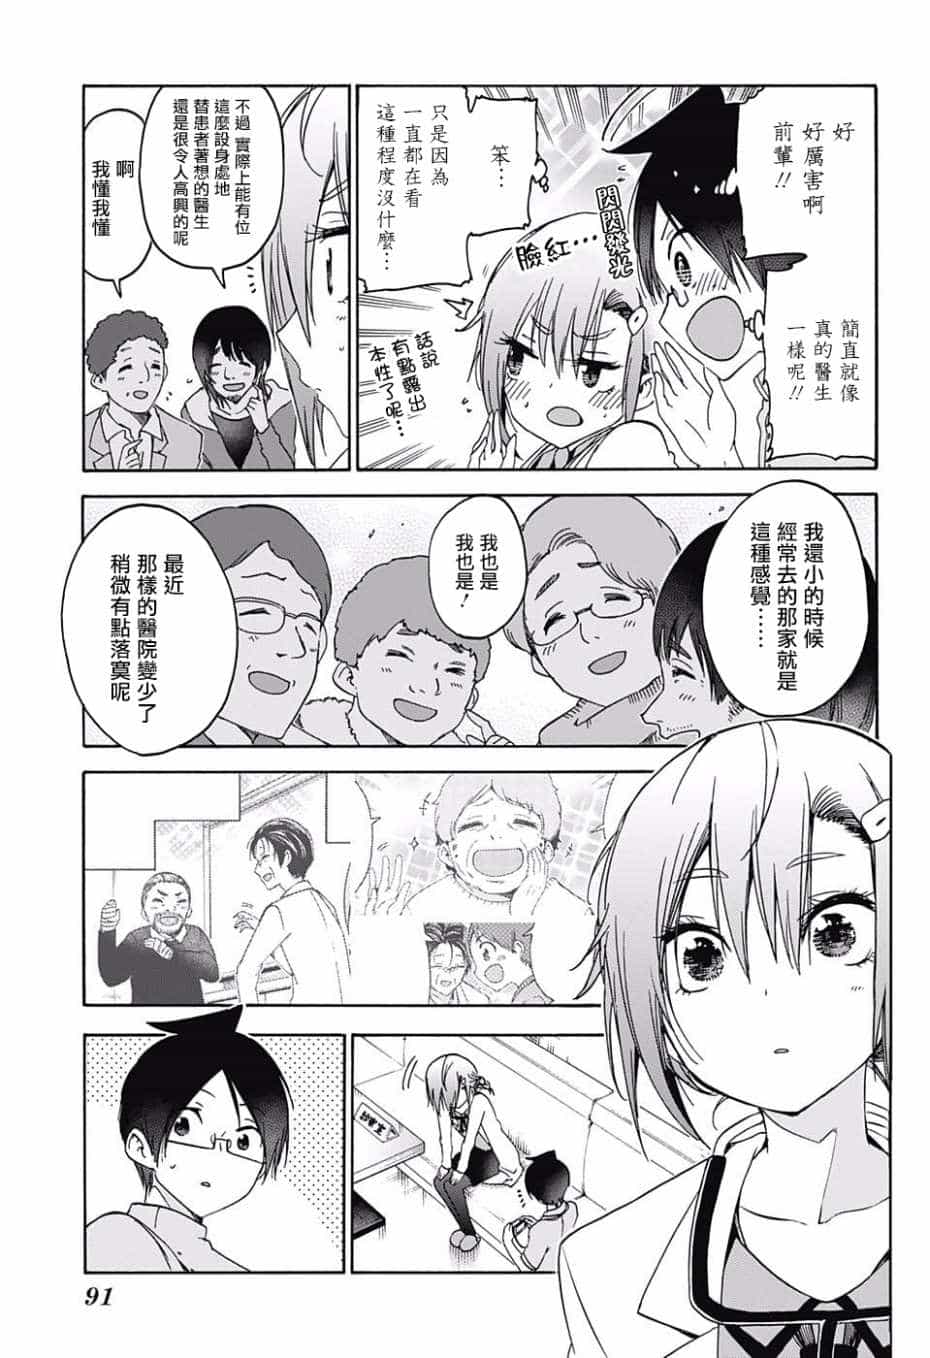 好
好厲害啊
前輩!!
簡直就像
真的醫生
一樣呢!!
閃閃發光
臉紅…
笨…
只是因為
一直都在看
這種程度沒什麼…
話說
有點露出
本性了呢…
不過 實際上能有位
這麼設身處地
替患者著想的醫生
還是很令人高興的呢
啊
我懂我懂
我還小的時候
經常去的那家就是
這種感覺……
我也是
我也是!
最近
那樣的醫院變少了
稍微有點落寞呢
91